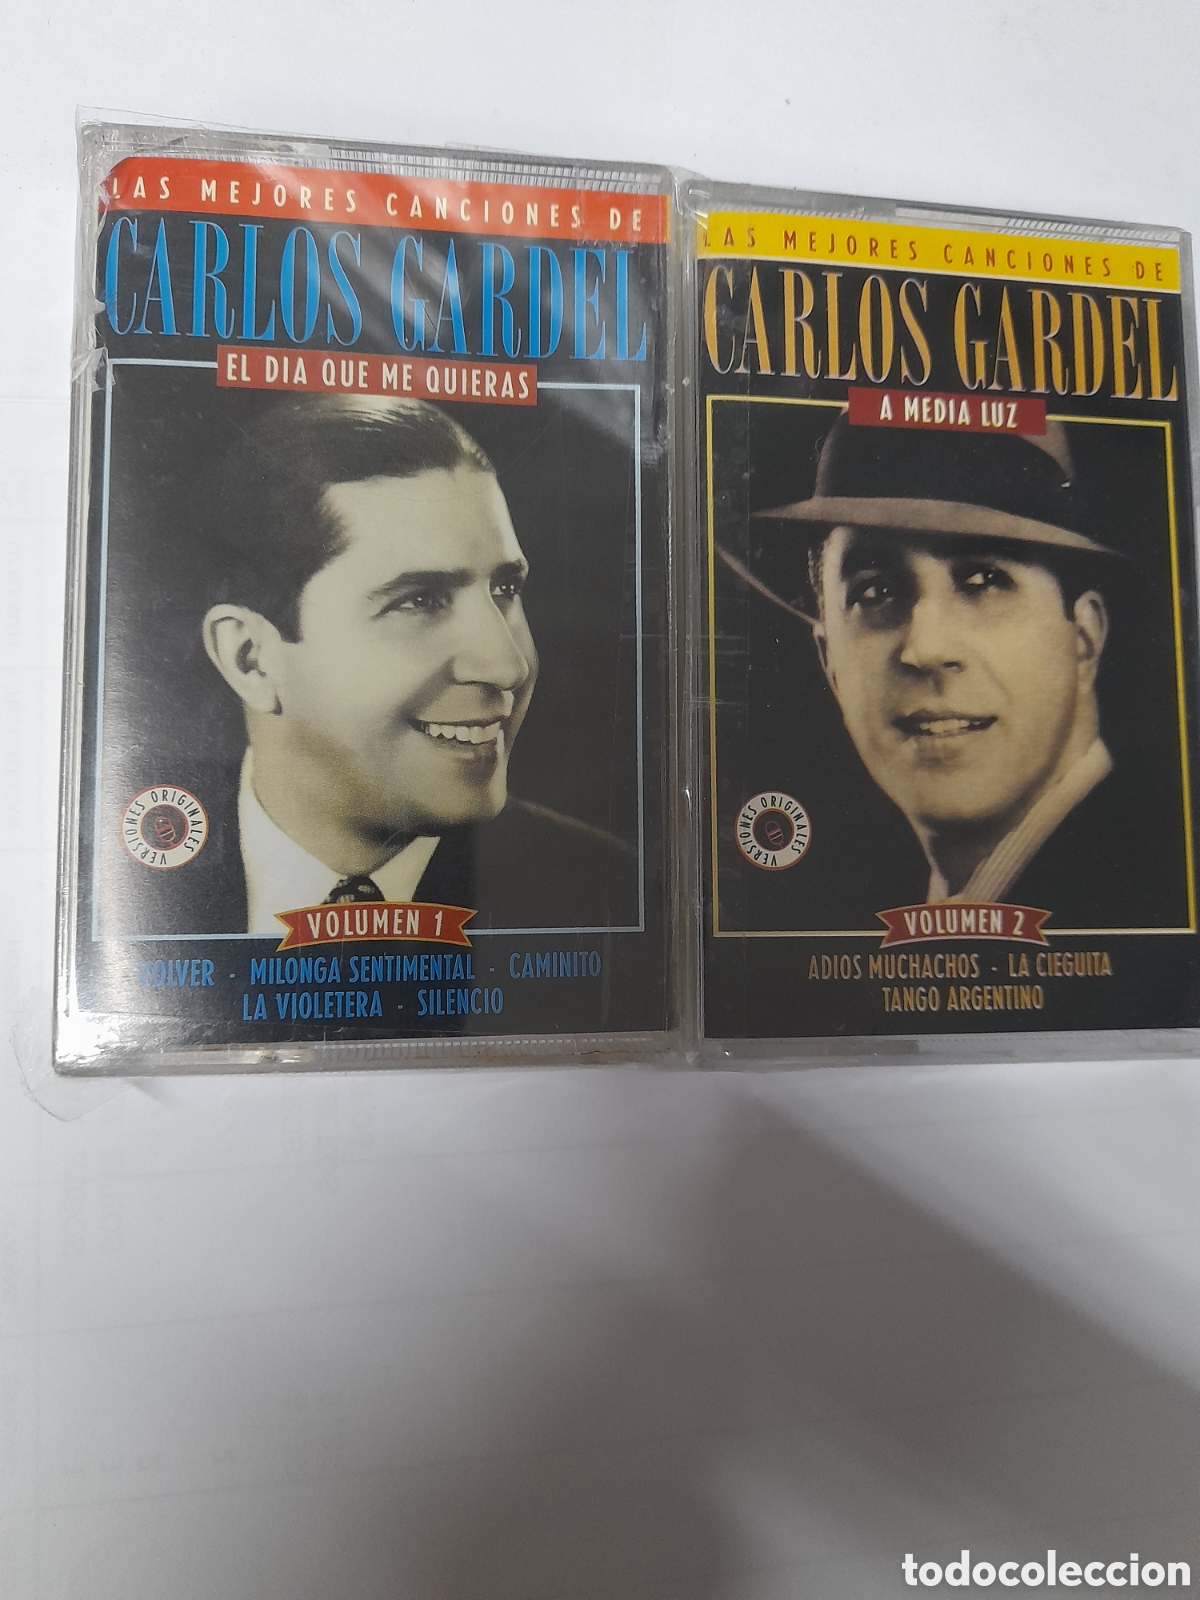 LAS MEJORES CANCIONES DE
CARLOS GARDEL
EL DIA QUE ME QUIERAS
VERSIONES ORIGINALES
VOLUMEN 1
VOLVER - MILONGA SENTIMENTAL - CAMINITO
LA VIOLETERA - SILENCIO
LAS MEJORES CANCIONES DE
CARLOS GARDEL
A MEDIA LUZ
VERSIONES ORIGINALES
VOLUMEN 2
ADIOS MUCHACHOS - LA CIEGUITA
TANGO ARGENTINO
todocoleccion
todocoleccion.net